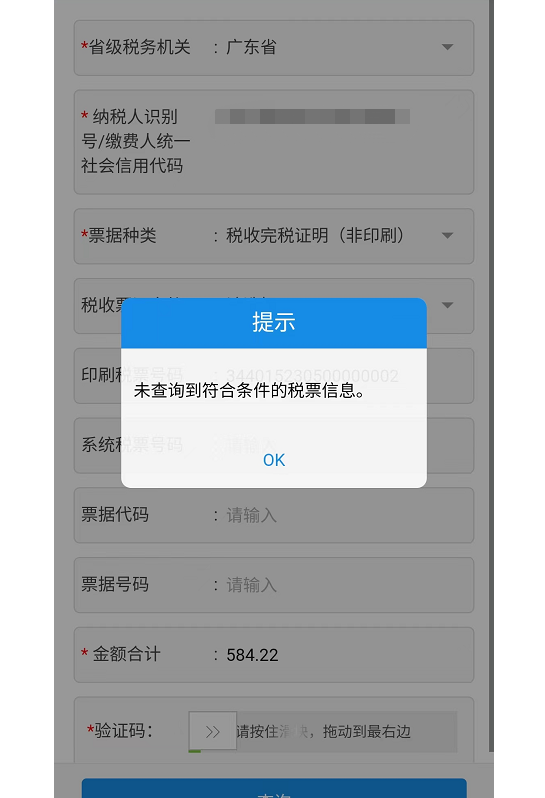 *省级税务机关 : 广东省
* 纳税人识别
号/缴费人统一
社会信用代码
*票据种类 : 税收完税证明（非印刷）
税收票
提示
印刷税票号码 : 344015230500000002
未查询到符合条件的税票信息。
系统税票号码 : 请输入
OK
票据代码 : 请输入
票据号码 : 请输入
* 金额合计 : 584.22
*验证码： >> 请按住滑块，拖动到最右边
查询